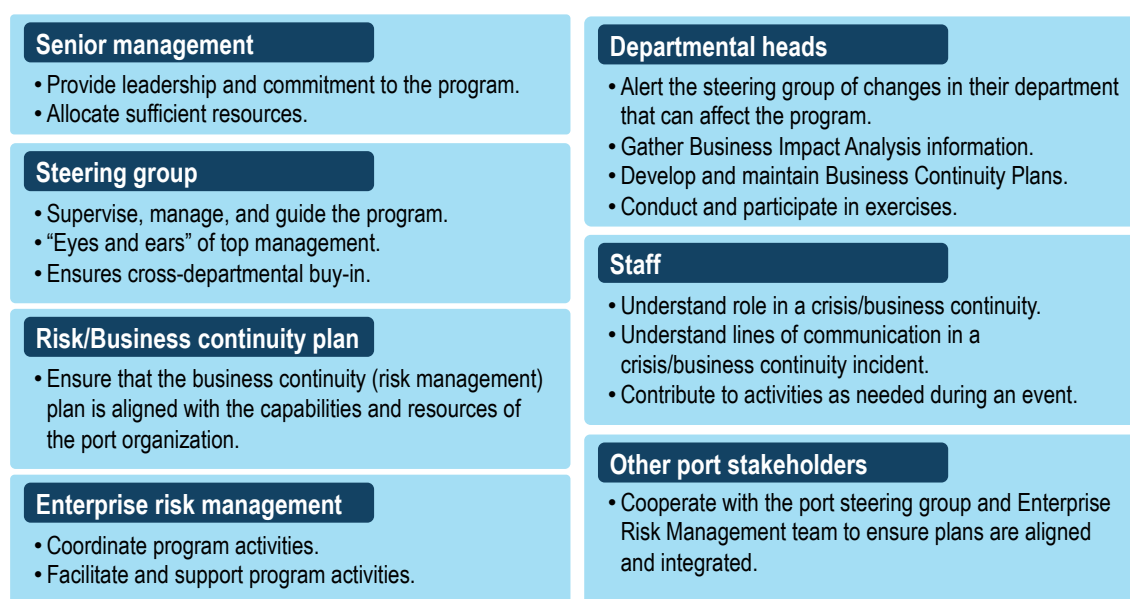 Senior management
• Provide leadership and commitment to the program.
• Allocate sufficient resources.
Steering group
• Supervise, manage, and guide the program.
• “Eyes and ears” of top management.
• Ensures cross-departmental buy-in.
Risk/Business continuity plan
• Ensure that the business continuity (risk management)
plan is aligned with the capabilities and resources of
the port organization.
Enterprise risk management
• Coordinate program activities.
• Facilitate and support program activities.
Departmental heads
• Alert the steering group of changes in their department
that can affect the program.
• Gather Business Impact Analysis information.
• Develop and maintain Business Continuity Plans.
• Conduct and participate in exercises.
Staff
• Understand role in a crisis/business continuity.
• Understand lines of communication in a
crisis/business continuity incident.
• Contribute to activities as needed during an event.
Other port stakeholders
• Cooperate with the port steering group and Enterprise
Risk Management team to ensure plans are aligned
and integrated.